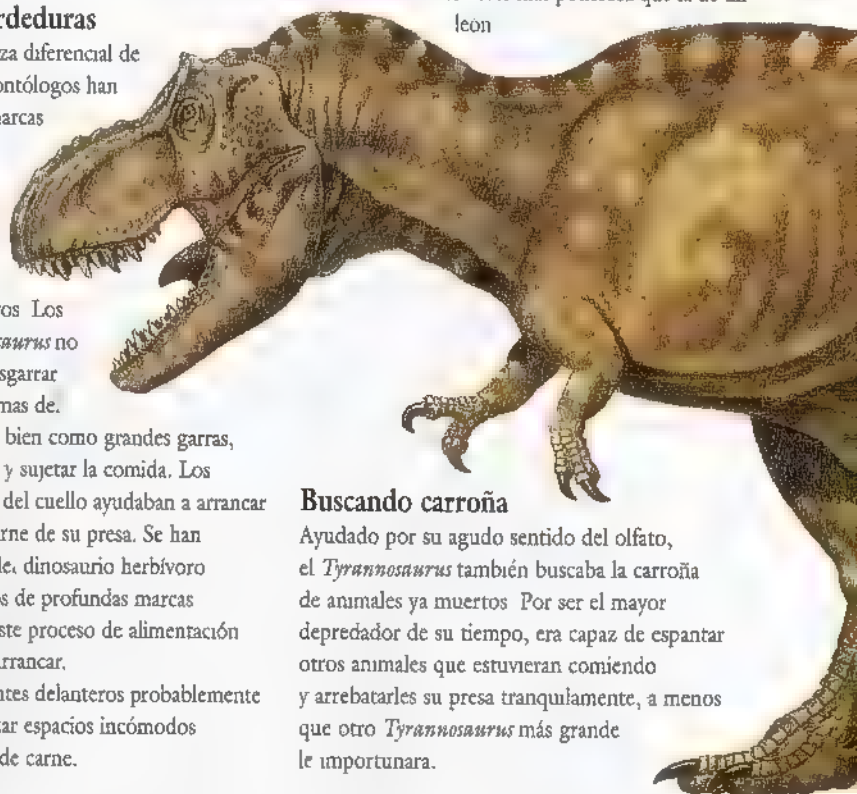 león
rdeduras
za diferencial de
ontólogos han
arcas
os Los
saurus no
sgarrar
mas de.
bien como grandes garras,
y sujetar la comida. Los
del cuello ayudaban a arrancar
rne de su presa. Se han
le, dinosaurio herbívoro
s de profundas marcas
ste proceso de alimentación
arrancar.
ntes delanteros probablemente
ar espacios incómodos
de carne.
Buscando carroña
Ayudado por su agudo sentido del olfato,
el Tyrannosaurus también buscaba la carroña
de animales ya muertos Por ser el mayor
depredador de su tiempo, era capaz de espantar
otros animales que estuvieran comiendo
y arrebatarles su presa tranquilamente, a menos
que otro Tyrannosaurus más grande
le importunara.